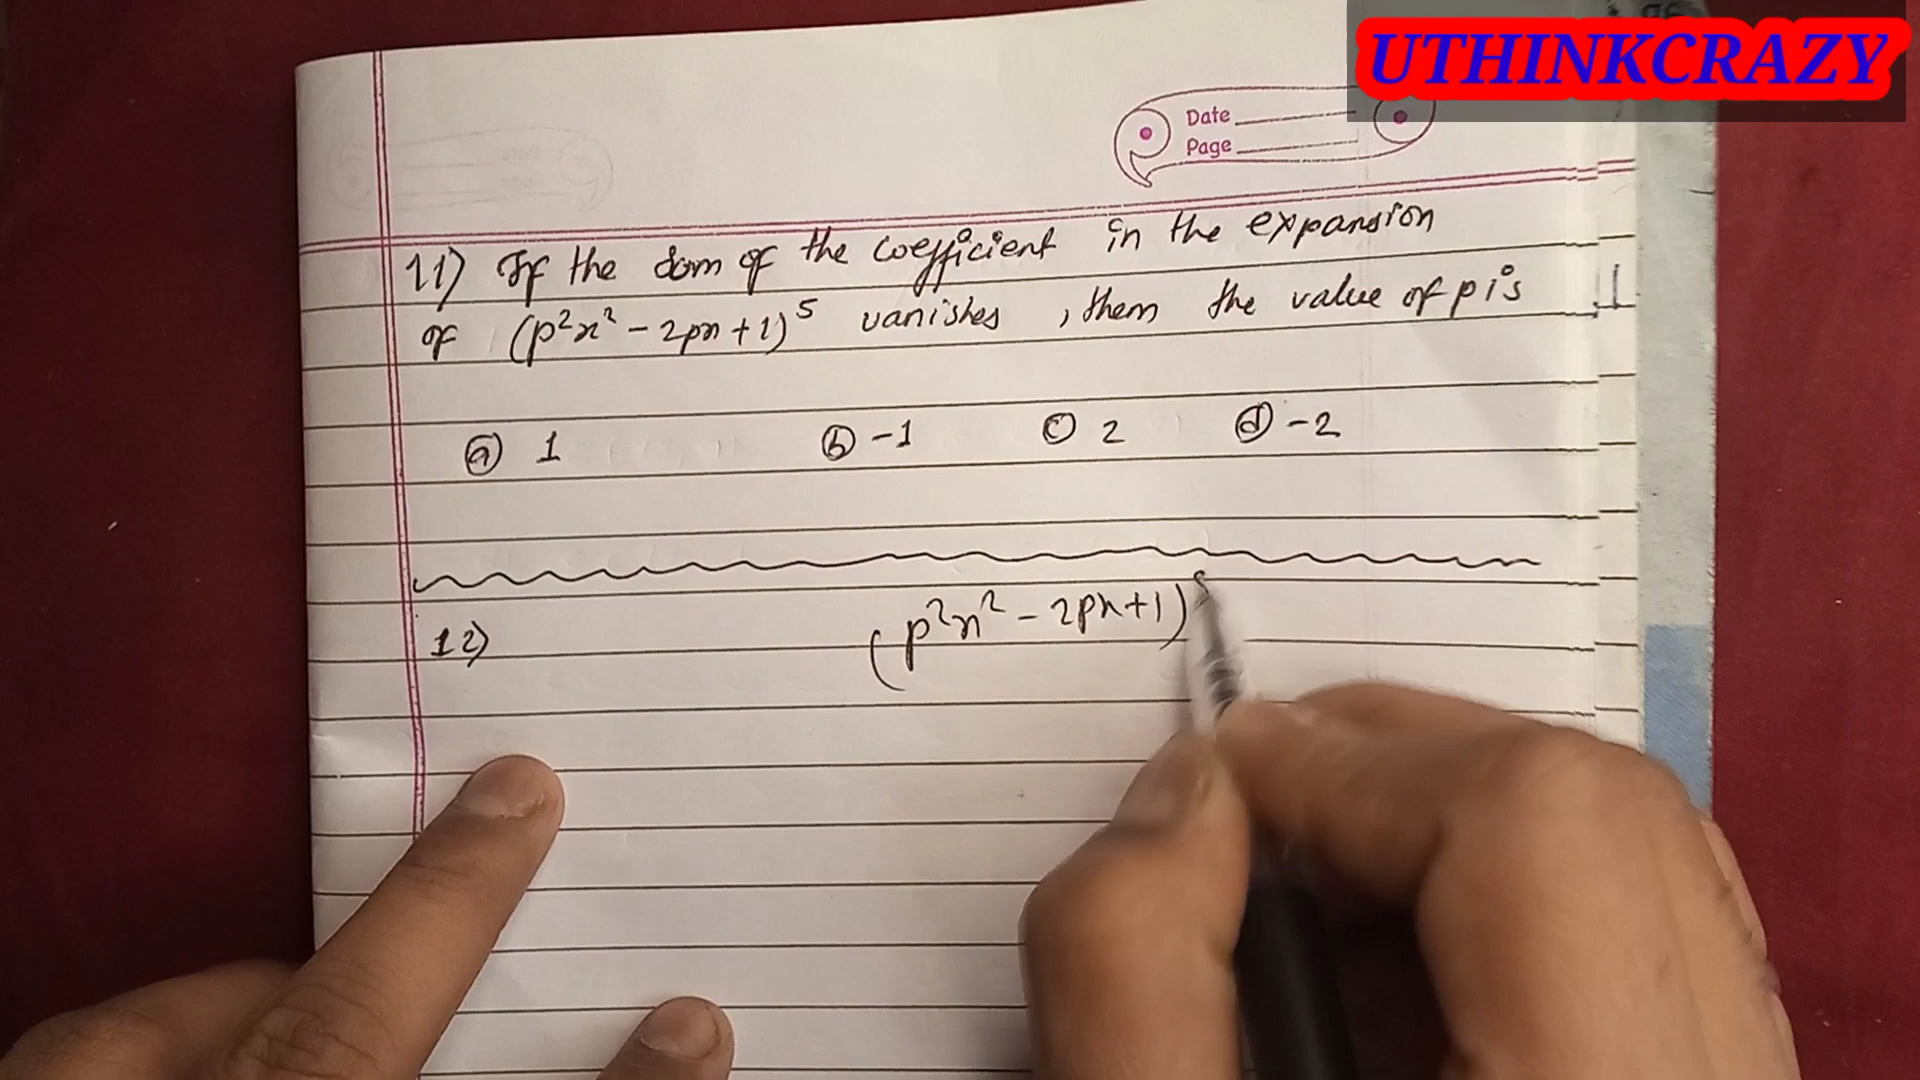 UTHINKCRAZY
Date
Page
11) If the sum of the coefficient in the expansion
of (p²x² - 2px + 1)⁵ vanishes , then the value of p is
ⓐ 1 ⓑ -1 ⓒ 2 ⓓ -2
12) (p²x² - 2px + 1)⁵